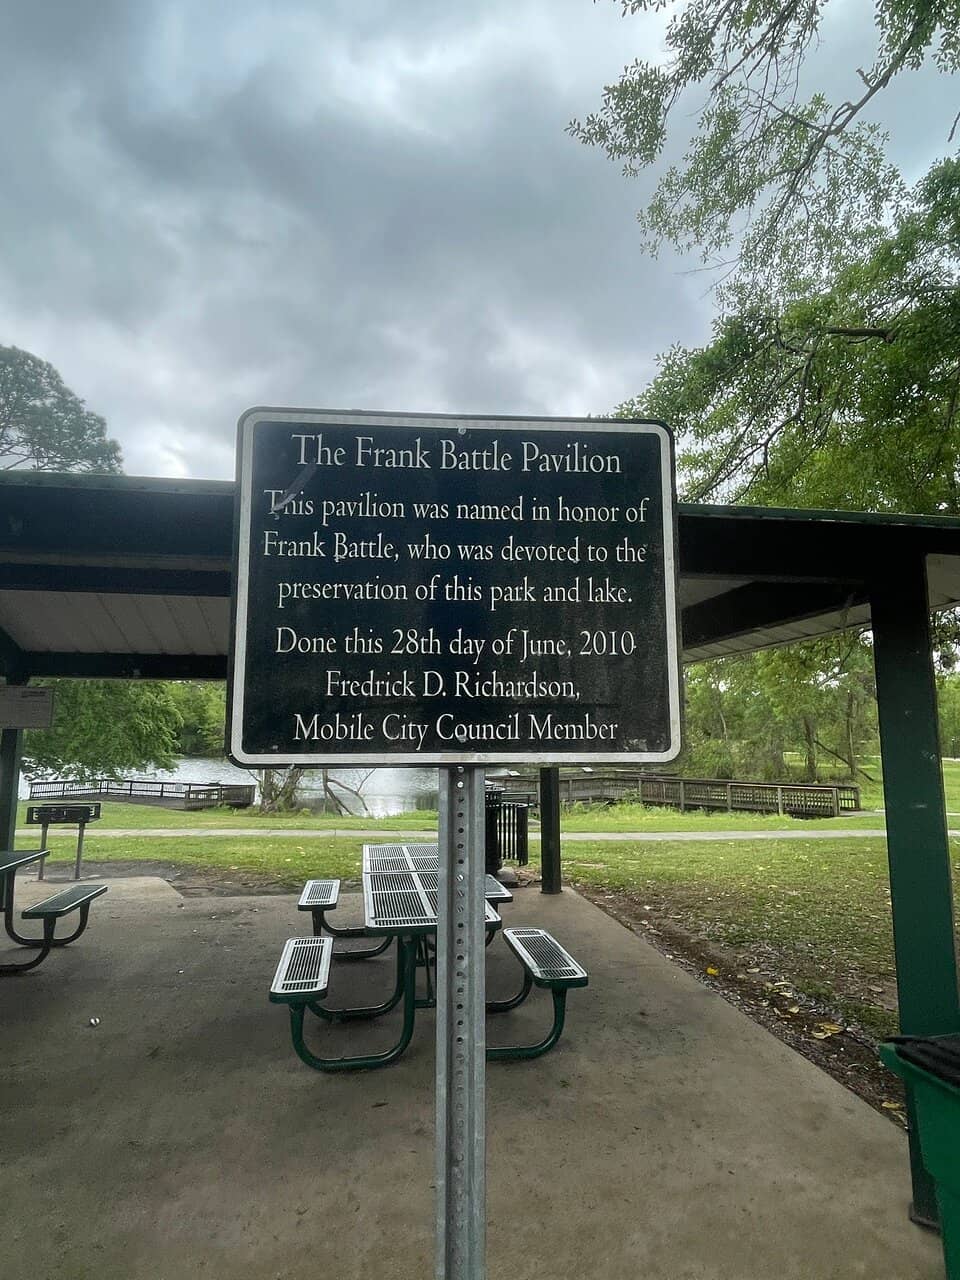 The Frank Battle Pavilion
This pavilion was named in honor of
Frank Battle, who was devoted to the
preservation of this park and lake.
Done this 28th day of June, 2010
Fredrick D. Richardson,
Mobile City Council Member